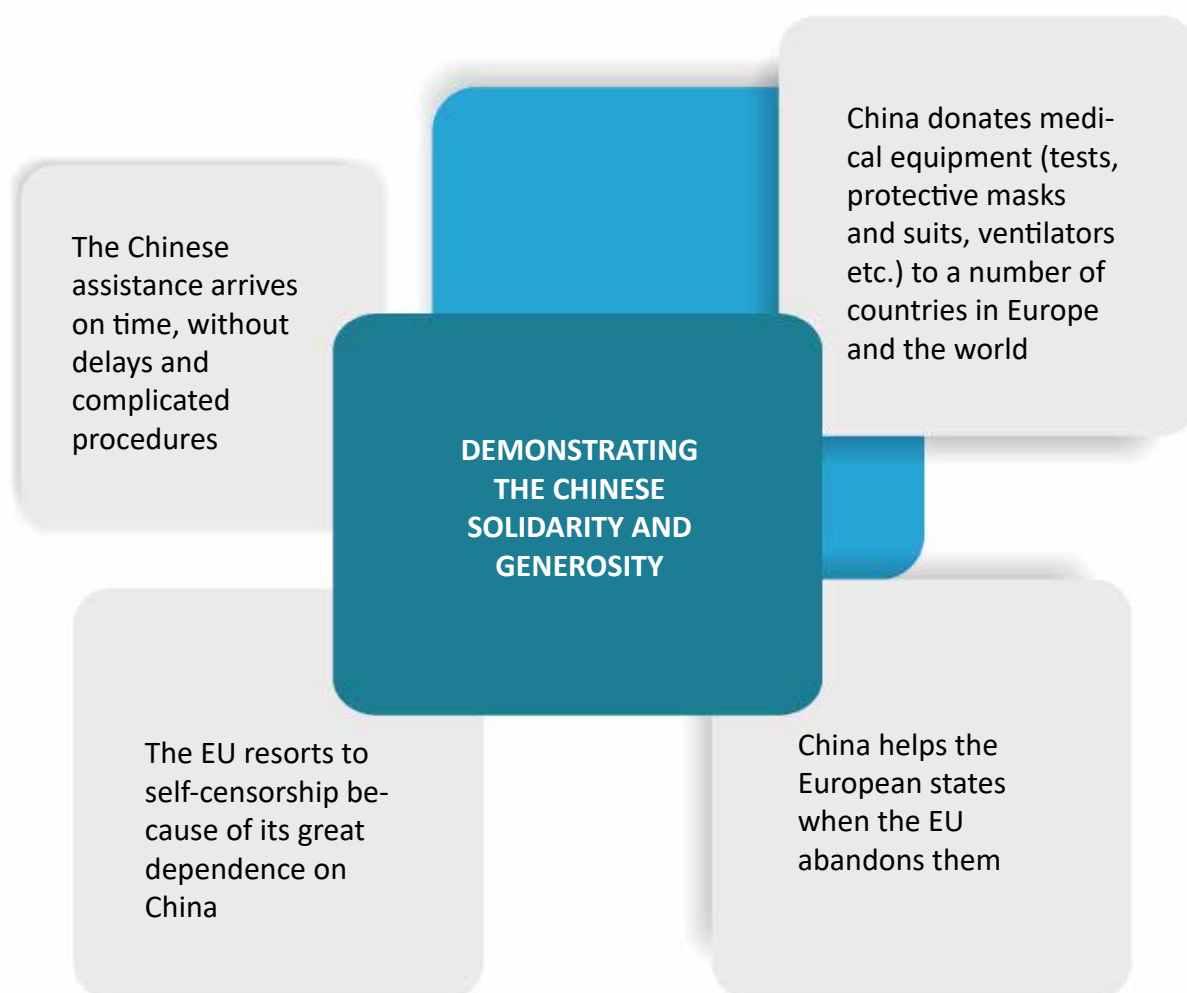 The Chinese
assistance arrives
on time, without
delays and
complicated
procedures
China donates medi-
cal equipment (tests,
protective masks
and suits, ventilators
etc.) to a number of
countries in Europe
and the world
DEMONSTRATING
THE CHINESE
SOLIDARITY AND
GENEROSITY
The EU resorts to
self-censorship be-
cause of its great
dependence on
China
China helps the
European states
when the EU
abandons them